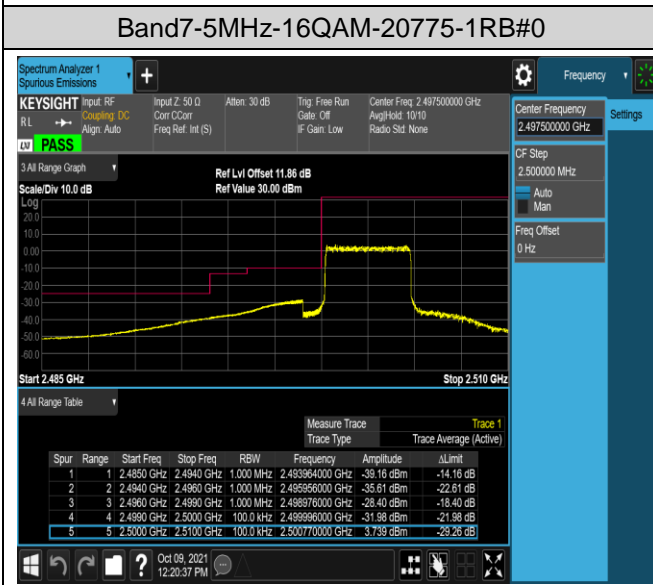 Band7-5MHz-16QAM-20775-1RB#0
Spectrum Analyzer 1
Spurious Emissions
+
Frequency
KEYSIGHT Input: RF Input Z: 50 Ω Atten: 30 dB Trig: Free Run Center Freq: 2.497500000 GHz
RL Coupling: DC Corr CCorr Gate: Off Avg|Hold: 10/10
Align: Auto Freq Ref: Int (S) IF Gain: Low Radio Std: None
PASS
Center Frequency
2.497500000 GHz
Settings
CF Step
2.500000 MHz
Auto
Man
Freq Offset
0 Hz
3 All Range Graph
Ref Lvl Offset 11.86 dB
Scale/Div 10.0 dB Ref Value 30.00 dBm
Log
20.0
10.0
0.00
-10.0
-20.0
-30.0
-40.0
-50.0
-60.0
Start 2.485 GHz Stop 2.510 GHz
4 All Range Table
Measure Trace Trace 1
Trace Type Trace Average (Active)
Spur Range Start Freq Stop Freq RBW Frequency Amplitude ΔLimit
1 1 2.4850 GHz 2.4940 GHz 1.000 MHz 2.493964000 GHz -39.16 dBm -14.16 dB
2 2 2.4940 GHz 2.4960 GHz 1.000 MHz 2.495956000 GHz -35.61 dBm -22.61 dB
3 3 2.4960 GHz 2.4990 GHz 1.000 MHz 2.498976000 GHz -28.40 dBm -18.40 dB
4 4 2.4990 GHz 2.5000 GHz 100.0 kHz 2.499996000 GHz -31.98 dBm -21.98 dB
5 5 2.5000 GHz 2.5100 GHz 100.0 kHz 2.500770000 GHz 3.739 dBm -29.26 dB
? Oct 09, 2021
12:20:37 PM